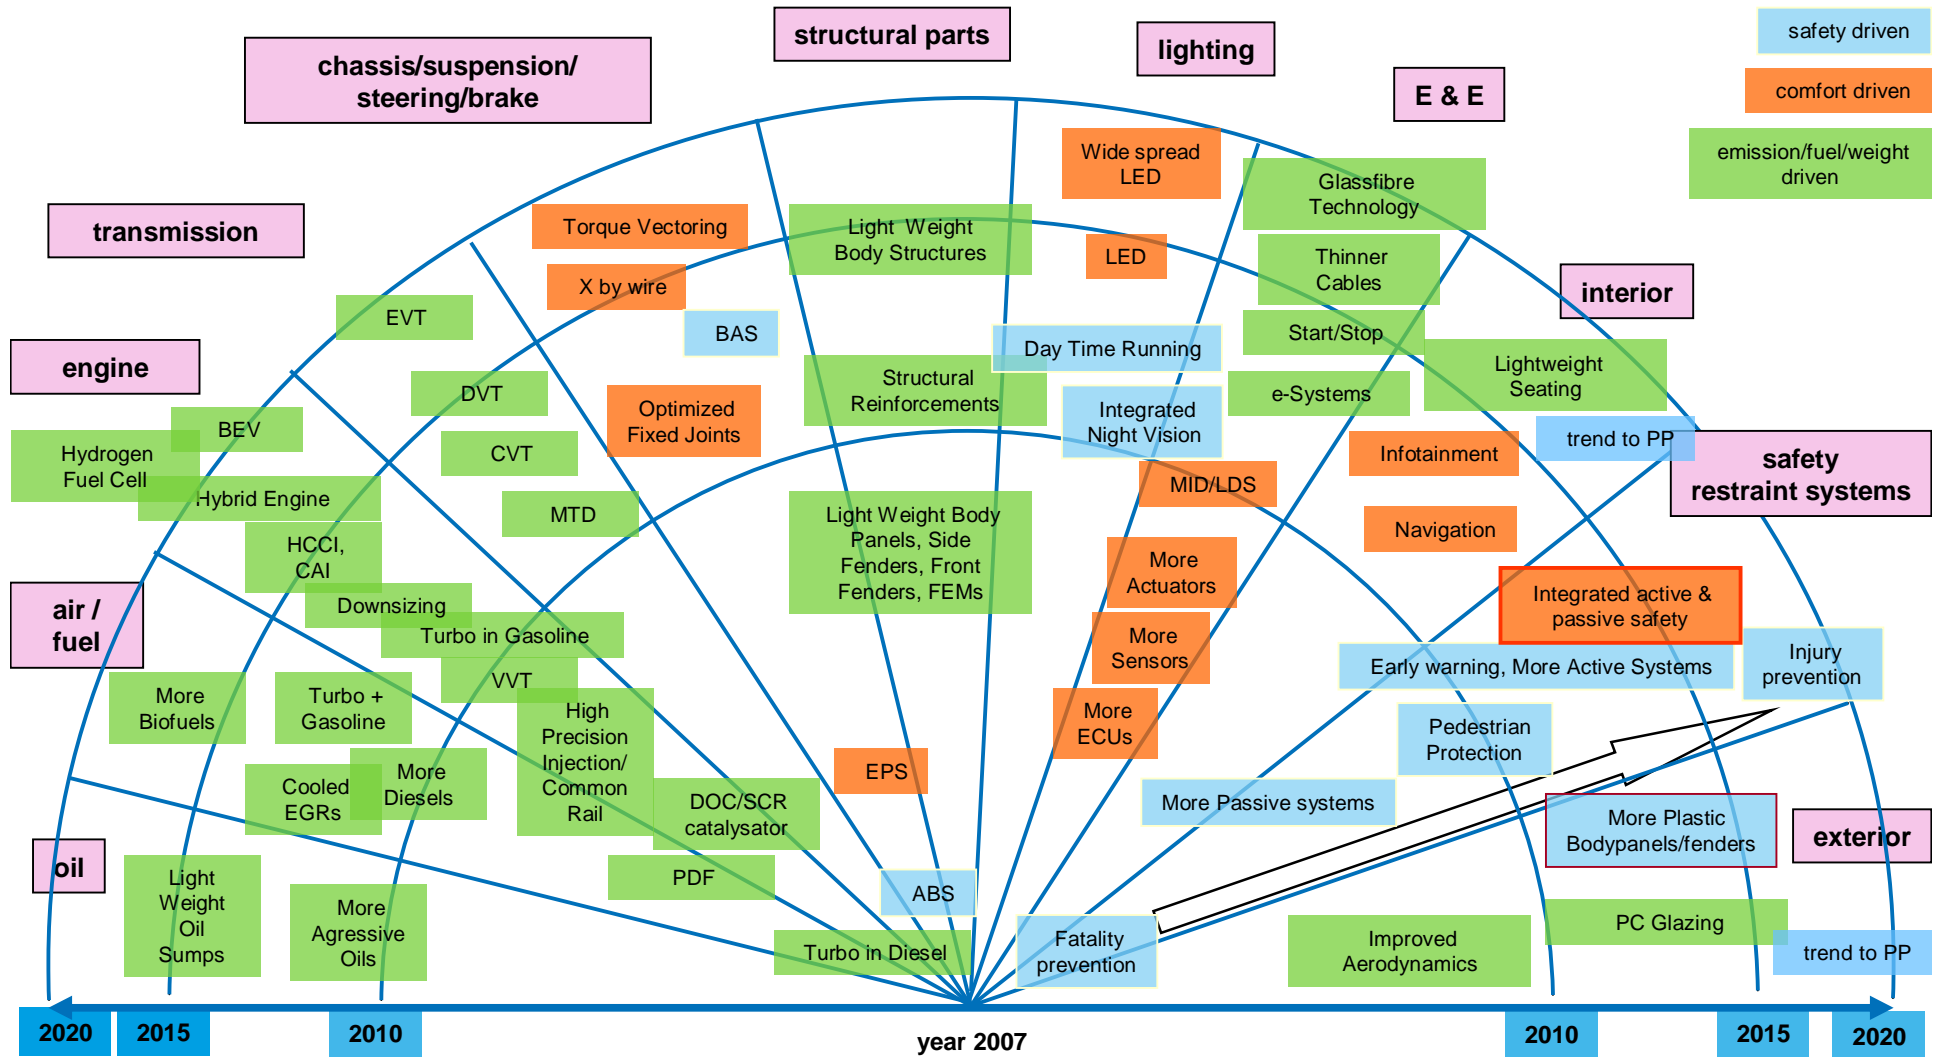 structural parts
lighting
safety driven
chassis/suspension/
steering/brake
E & E
comfort driven
emission/fuel/weight
driven
transmission
engine
air /
fuel
oil
interior
safety
restraint systems
exterior
Wide spread
LED
Glassfibre
Technology
Torque Vectoring
Light Weight
Body Structures
LED
Thinner
Cables
X by wire
EVT
BAS
Day Time Running
Start/Stop
Lightweight
Seating
DVT
Structural
Reinforcements
e-Systems
Optimized
Fixed Joints
Integrated
Night Vision
BEV
trend to PP
Hydrogen
Fuel Cell
CVT
Infotainment
Hybrid Engine
MID/LDS
MTD
Light Weight Body
Panels, Side
Fenders, Front
Fenders, FEMs
Navigation
HCCI,
CAI
More
Actuators
Downsizing
Integrated active &
passive safety
Turbo in Gasoline
More
Sensors
Early warning, More Active Systems
Injury
prevention
VVT
More
Biofuels
Turbo +
Gasoline
High
Precision
Injection/
Common
Rail
More
ECUs
Pedestrian
Protection
Cooled
EGRs
More
Diesels
EPS
DOC/SCR
catalysator
More Passive systems
More Plastic
Bodypanels/fenders
PDF
ABS
Light
Weight
Oil
Sumps
More
Agressive
Oils
Turbo in Diesel
Fatality
prevention
Improved
Aerodynamics
PC Glazing
trend to PP
2020
2015
2010
year 2007
2010
2015
2020